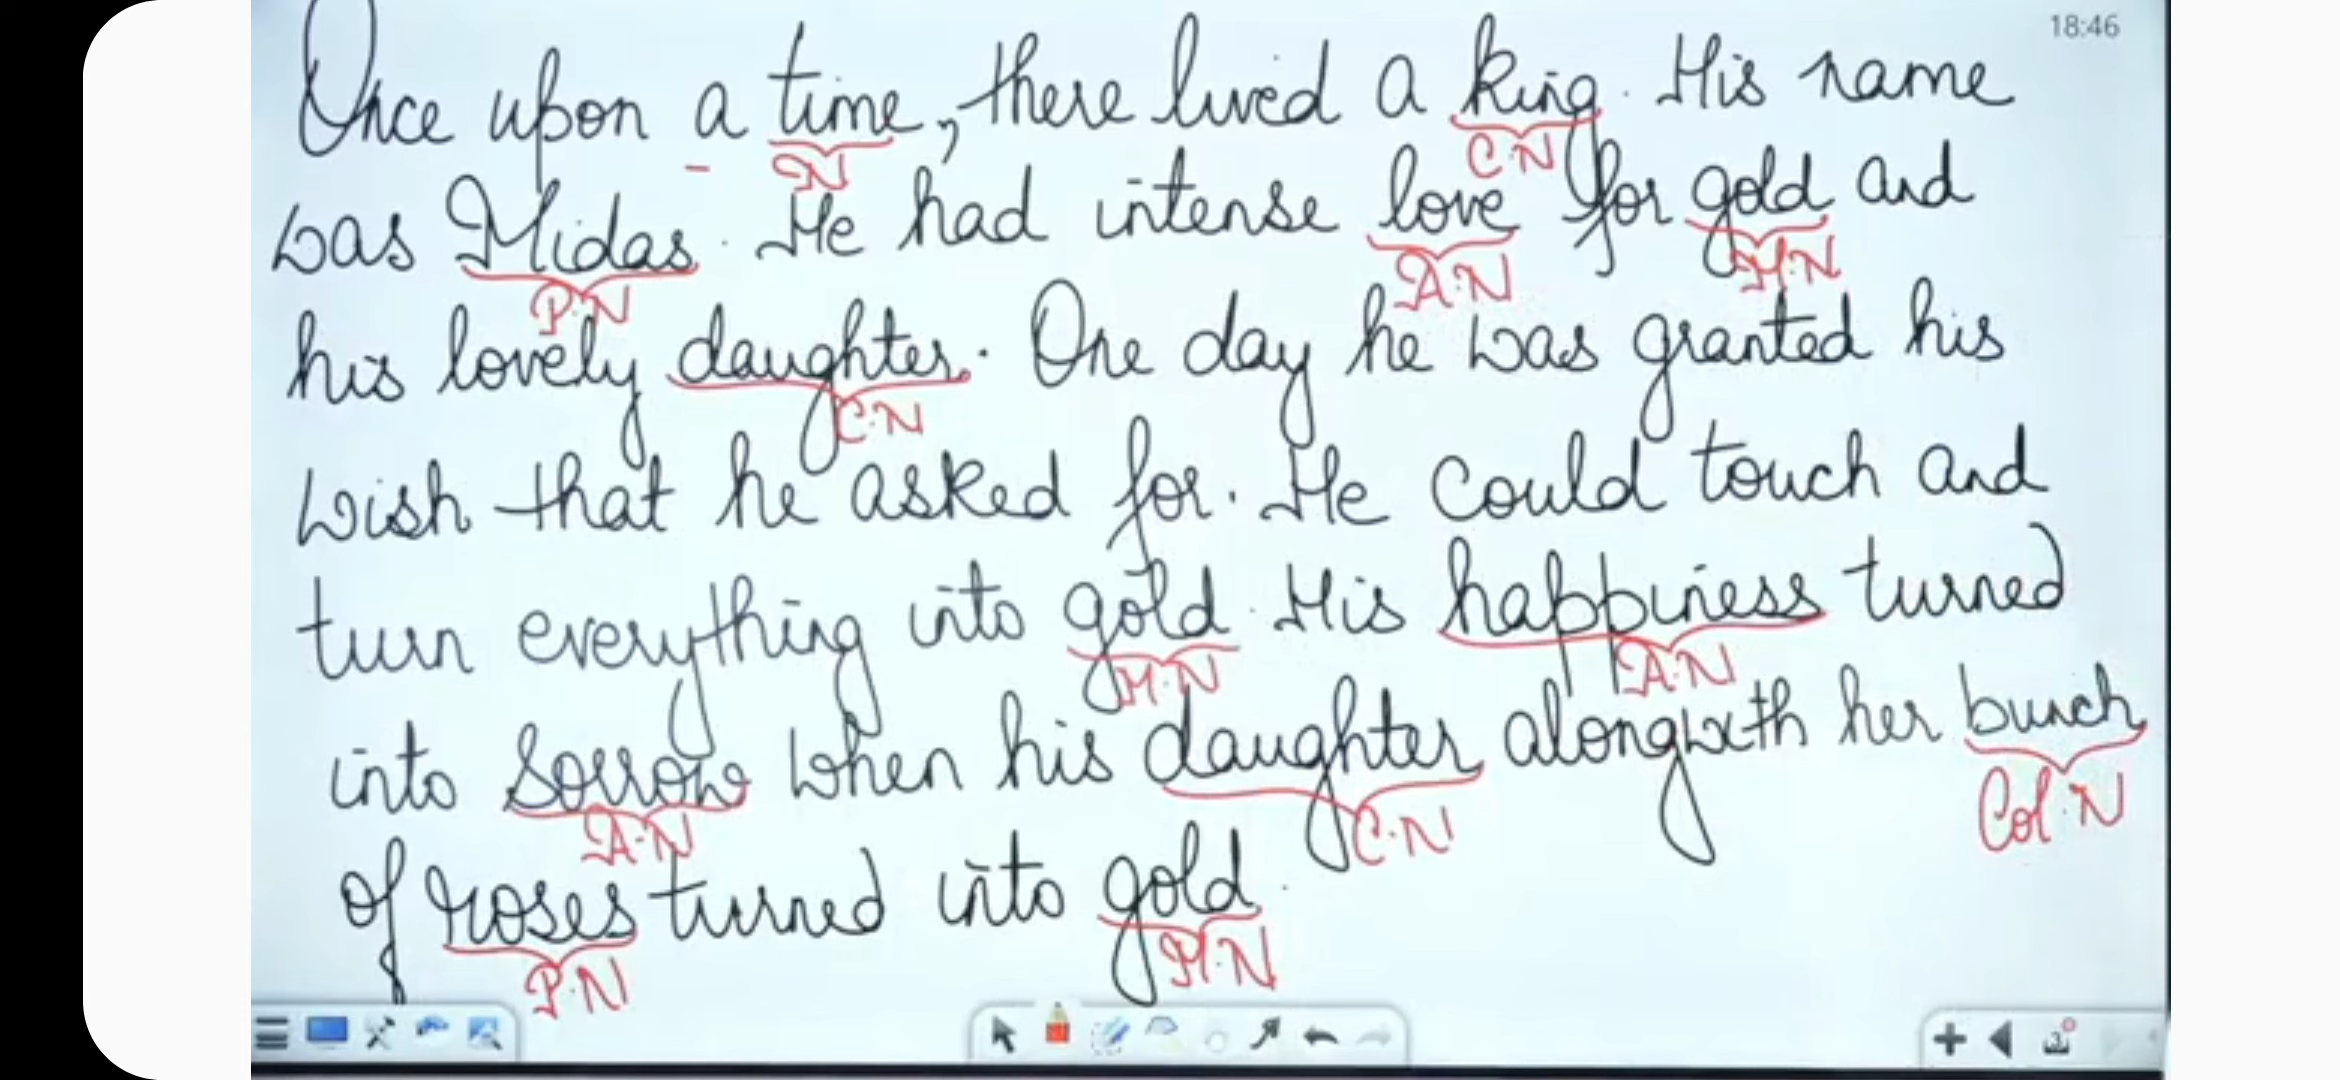 18:46
Once upon a time, there lived a king. His name
N
C.N
was Midas. He had intense love for gold and
P.N
A.N
M.N
his lovely daughter. One day he was granted his
C.N
wish that he asked for. He could touch and
turn everything into gold. His happiness turned
M.N
A.N
into sorrow when his daughter alongwith her bunch
A.N
C.N
Col.N
of roses turned into gold.
P.N
M.N